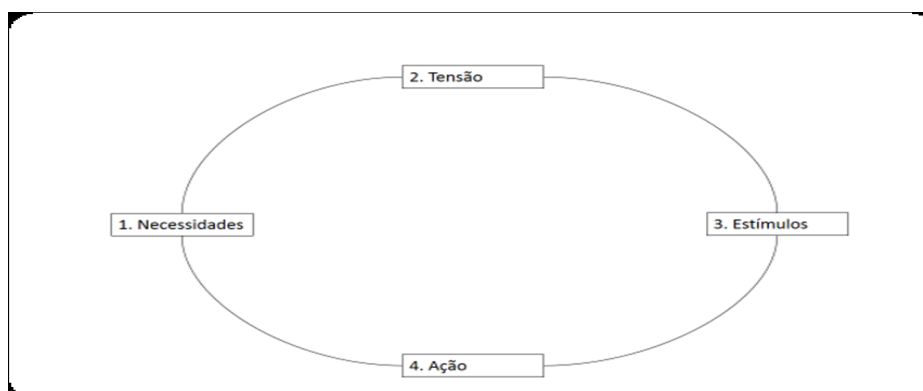 2. Tensão
1. Necessidades
3. Estímulos
4. Ação